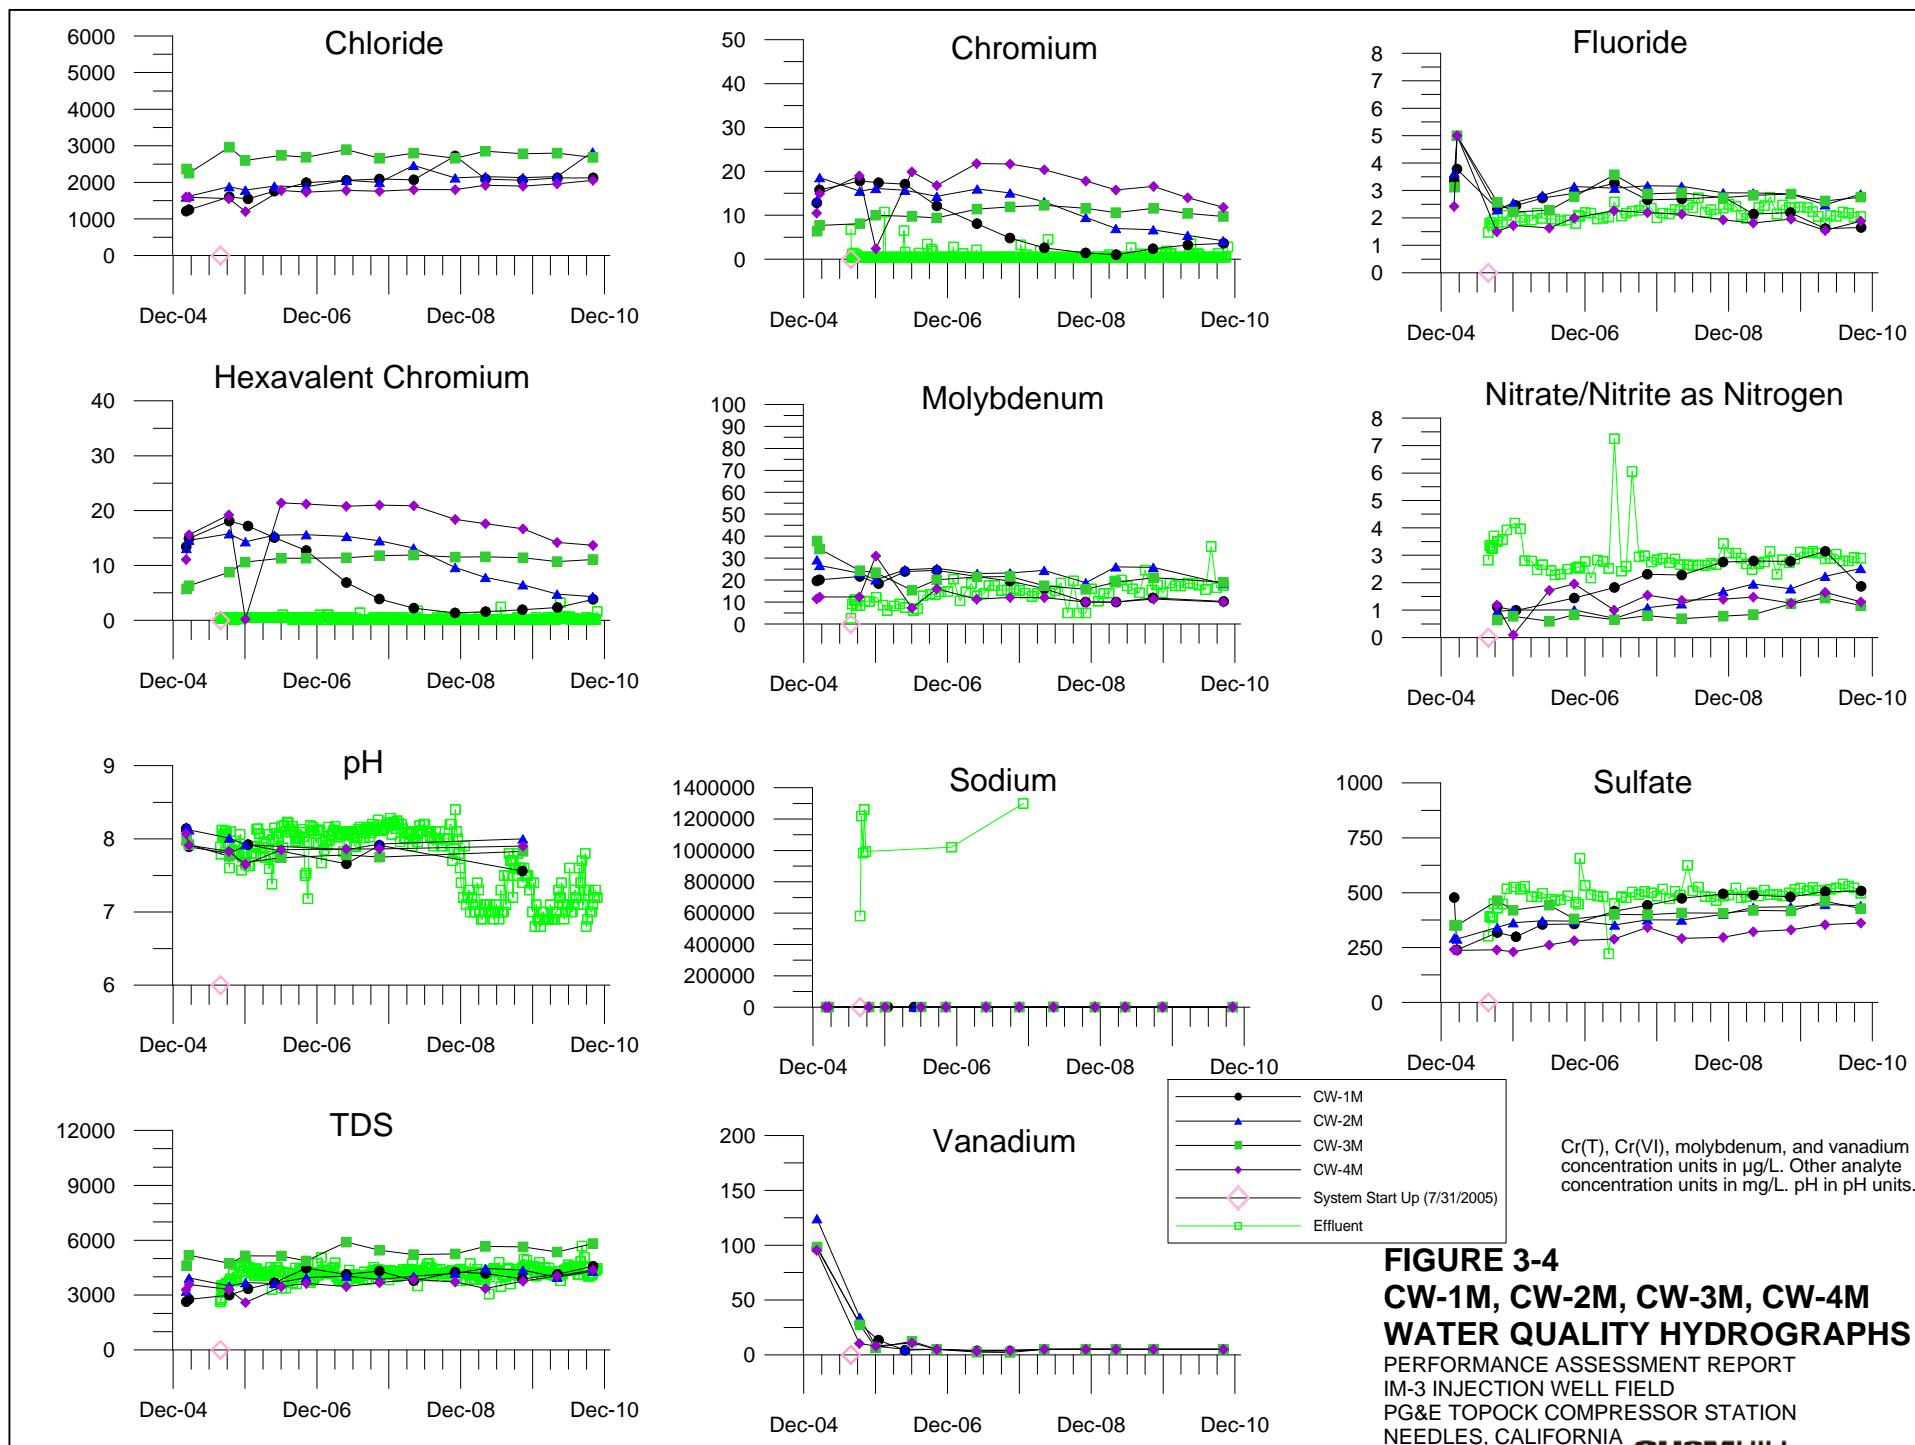 Chloride
6000
5000
4000
3000
2000
1000
0
Dec-04 Dec-06 Dec-08 Dec-10
Chromium
50
40
30
20
10
0
Dec-04 Dec-06 Dec-08 Dec-10
Fluoride
8
7
6
5
4
3
2
1
0
Dec-04 Dec-06 Dec-08 Dec-10
Hexavalent Chromium
40
30
20
10
0
Dec-04 Dec-06 Dec-08 Dec-10
Molybdenum
100
90
80
70
60
50
40
30
20
10
0
Dec-04 Dec-06 Dec-08 Dec-10
Nitrate/Nitrite as Nitrogen
8
7
6
5
4
3
2
1
0
Dec-04 Dec-06 Dec-08 Dec-10
pH
9
8
7
6
Dec-04 Dec-06 Dec-08 Dec-10
Sodium
1400000
1200000
1000000
800000
600000
400000
200000
0
Dec-04 Dec-06 Dec-08 Dec-10
Sulfate
1000
750
500
250
0
Dec-04 Dec-06 Dec-08 Dec-10
TDS
12000
9000
6000
3000
0
Dec-04 Dec-06 Dec-08 Dec-10
Vanadium
200
150
100
50
0
Dec-04 Dec-06 Dec-08 Dec-10
CW-1M
CW-2M
CW-3M
CW-4M
System Start Up (7/31/2005)
Effluent
Cr(T), Cr(VI), molybdenum, and vanadium
concentration units in µg/L. Other analyte
concentration units in mg/L. pH in pH units.
FIGURE 3-4
CW-1M, CW-2M, CW-3M, CW-4M
WATER QUALITY HYDROGRAPHS
PERFORMANCE ASSESSMENT REPORT
IM-3 INJECTION WELL FIELD
PG&E TOPOCK COMPRESSOR STATION
NEEDLES, CALIFORNIA